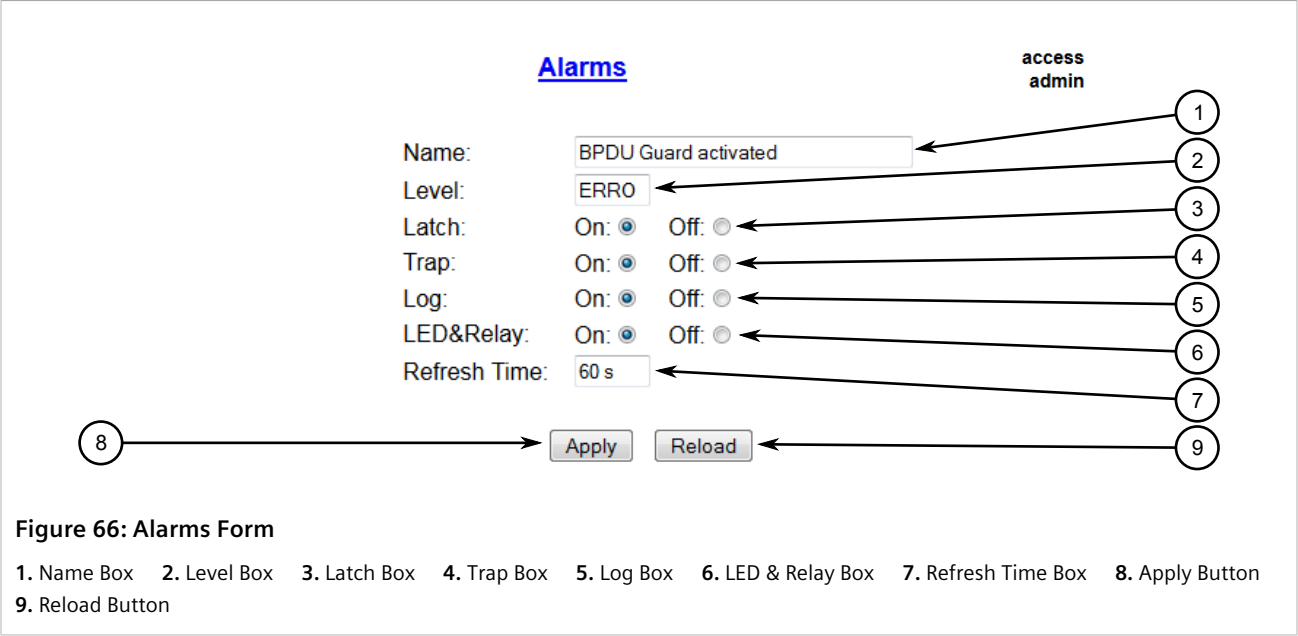 Alarms
access
admin
1
Name: BPDU Guard activated
2
Level: ERRO
3
Latch: On: Off:
4
Trap: On: Off:
5
Log: On: Off:
6
LED&Relay: On: Off:
7
Refresh Time: 60 s
8
Apply Reload
9
Figure 66: Alarms Form
1. Name Box 2. Level Box 3. Latch Box 4. Trap Box 5. Log Box 6. LED & Relay Box 7. Refresh Time Box 8. Apply Button
9. Reload Button